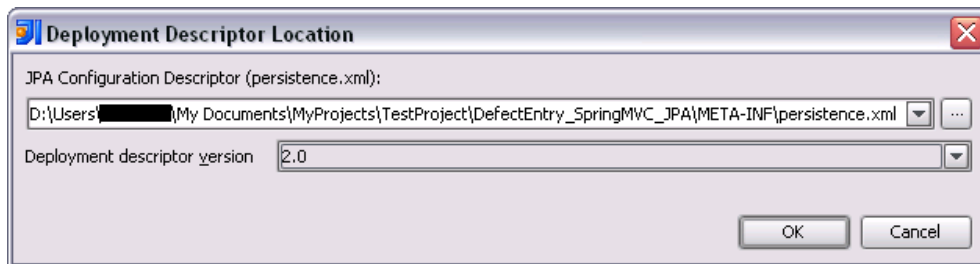 Deployment Descriptor Location
JPA Configuration Descriptor (persistence.xml):
D:\Users\ \My Documents\MyProjects\TestProject\DefectEntry_SpringMVC_JPA\META-INF\persistence.xml ...
Deployment descriptor version 2.0
OK Cancel